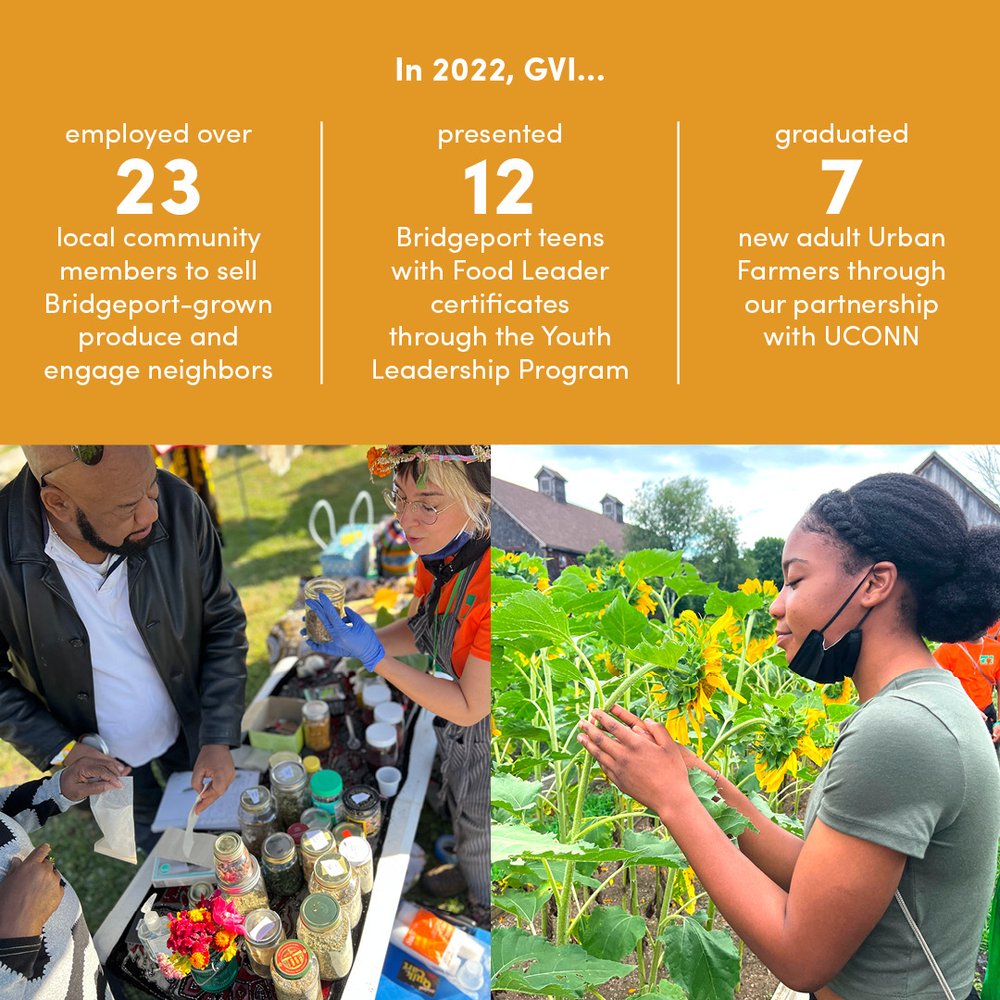 In 2022, GVI...
employed over
23
local community
members to sell
Bridgeport-grown
produce and
engage neighbors
presented
12
Bridgeport teens
with Food Leader
certificates
through the Youth
Leadership Program
graduated
7
new adult Urban
Farmers through
our partnership
with UCONN